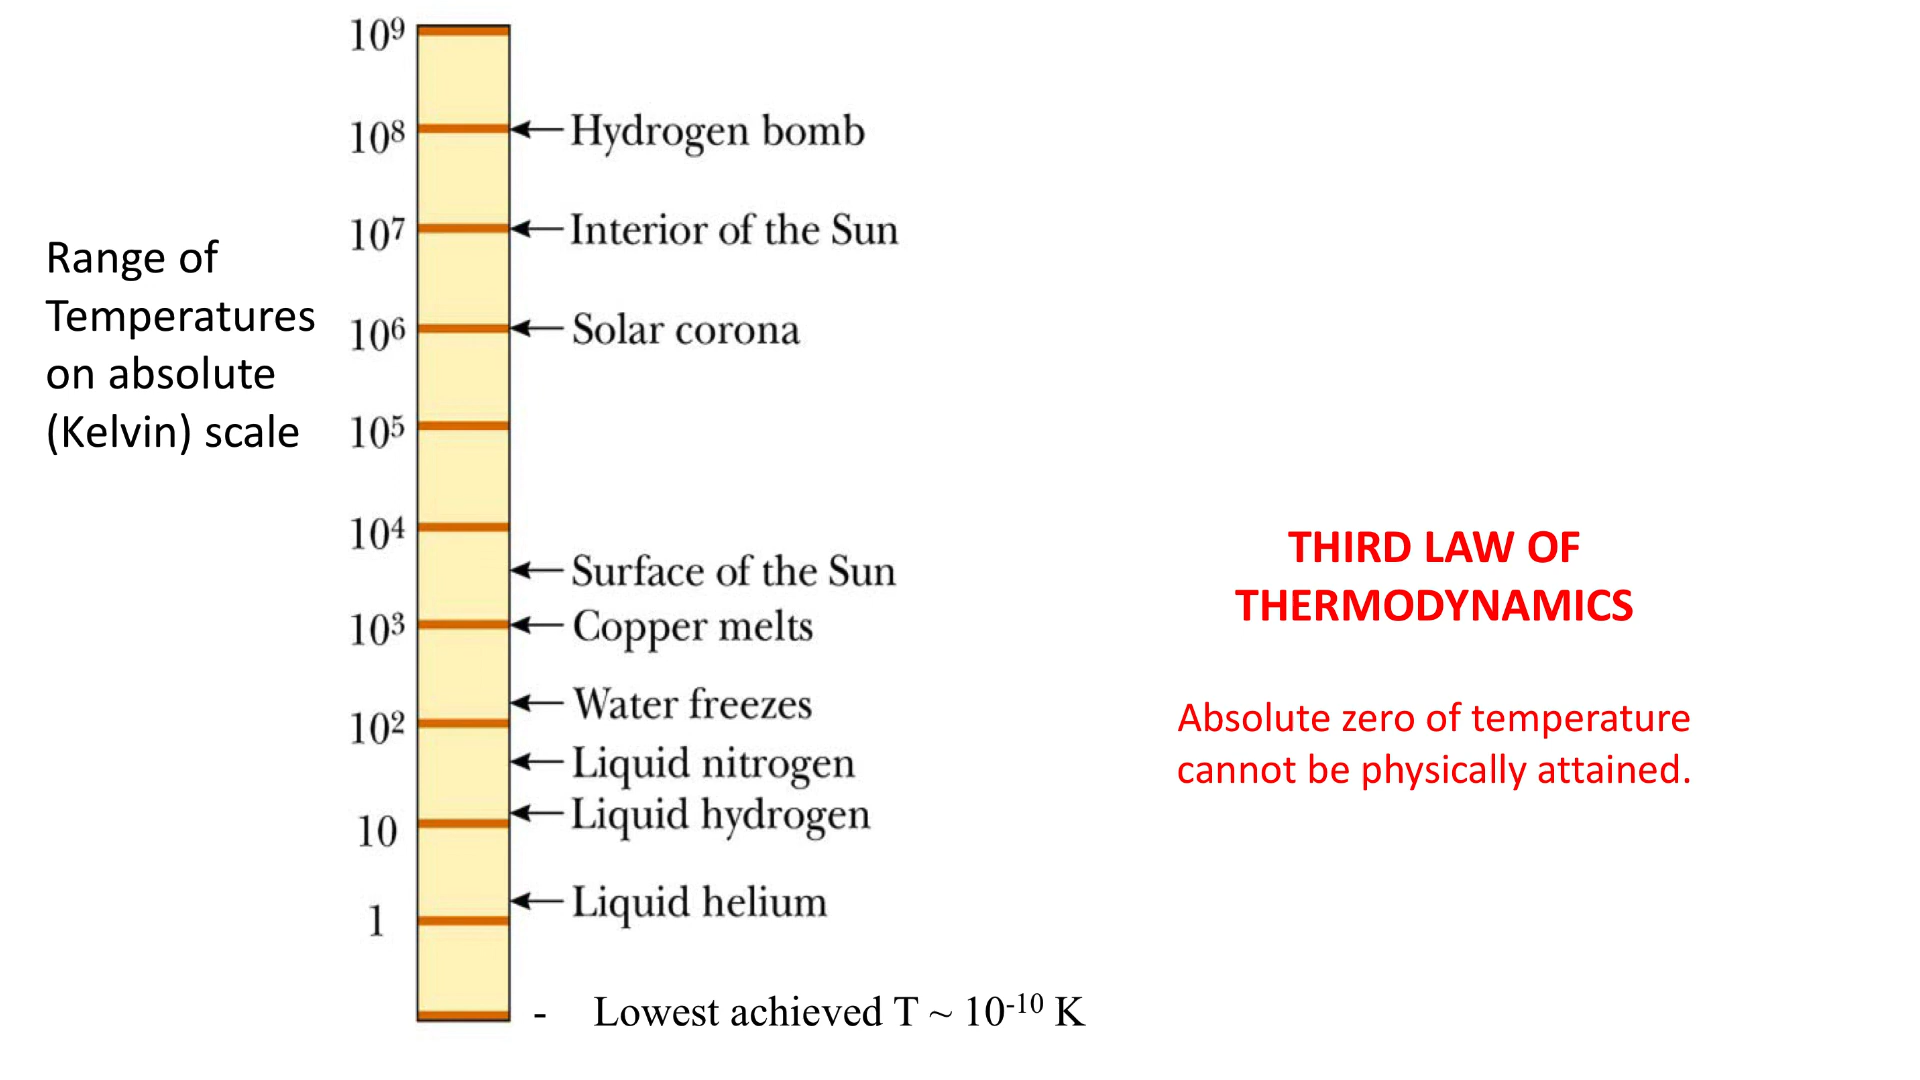 Range of
Temperatures
on absolute
(Kelvin) scale
10⁹
10⁸
Hydrogen bomb
10⁷
Interior of the Sun
10⁶
Solar corona
10⁵
10⁴
Surface of the Sun
10³
Copper melts
Water freezes
10²
Liquid nitrogen
Liquid hydrogen
10
Liquid helium
1
- Lowest achieved T ~ 10⁻¹⁰ K
THIRD LAW OF
THERMODYNAMICS
Absolute zero of temperature
cannot be physically attained.